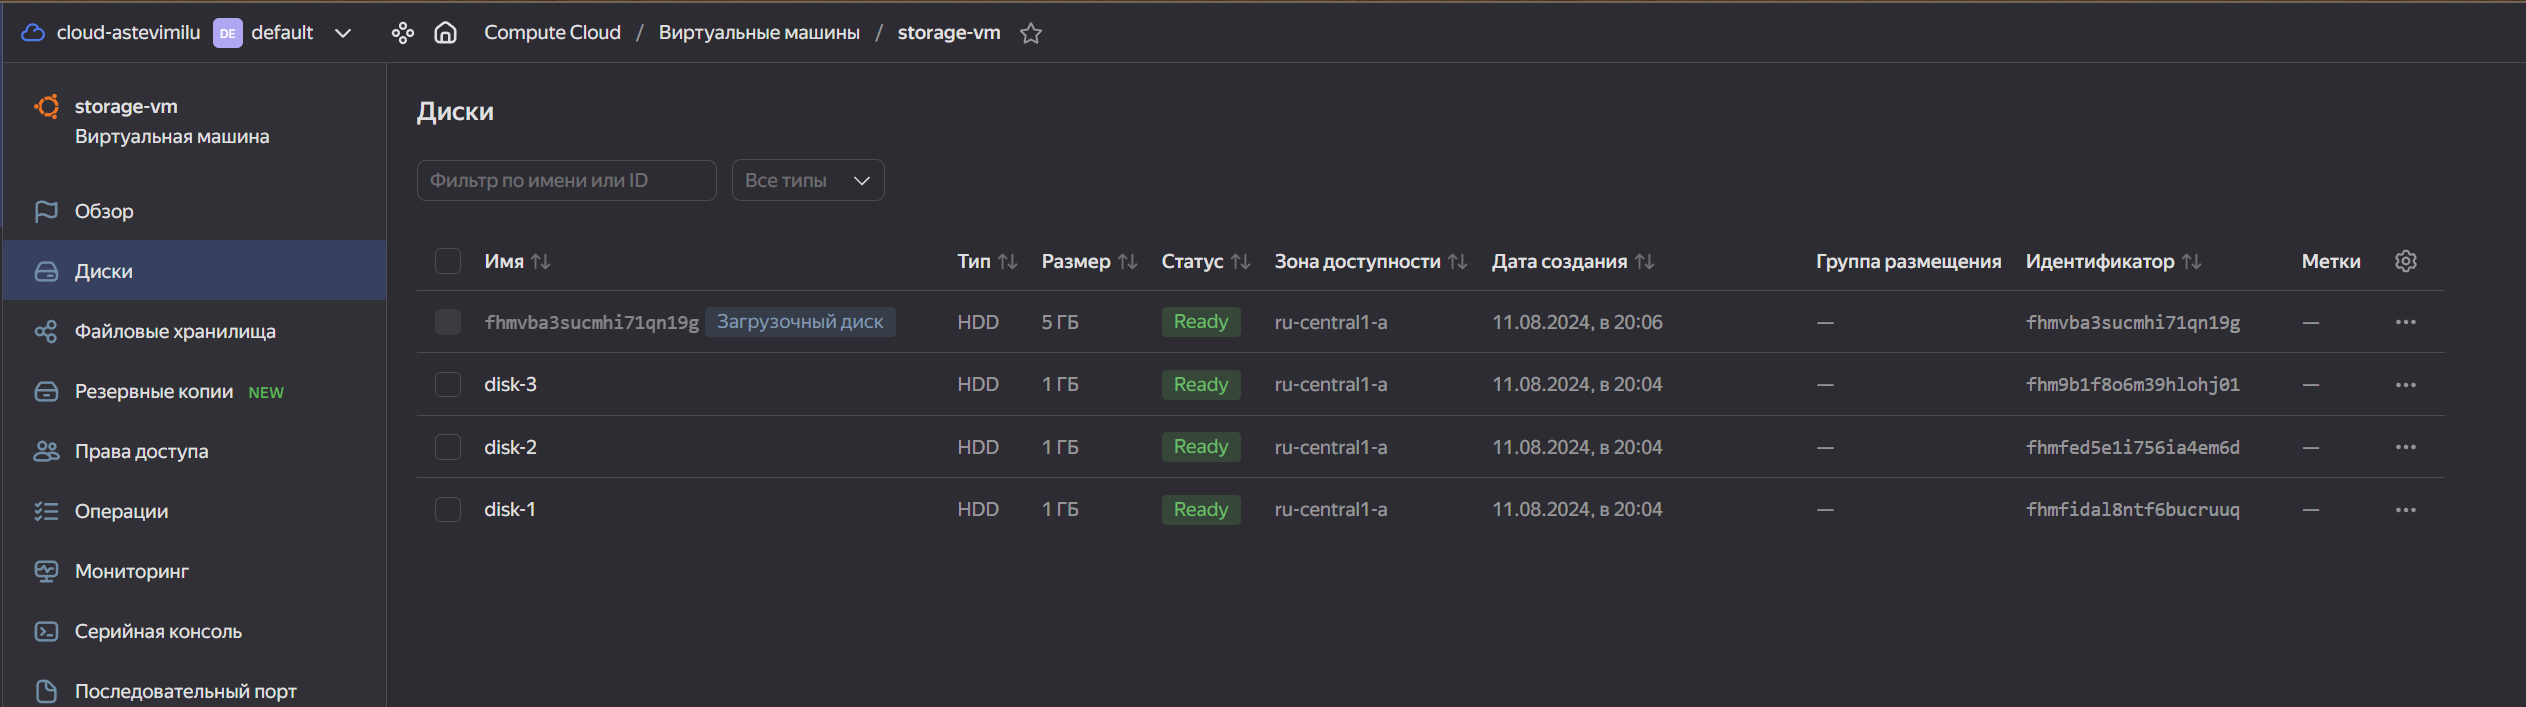 cloud-astevimilu DE default Compute Cloud / Виртуальные машины / storage-vm
storage-vm
Виртуальная машина
Обзор
Диски
Файловые хранилища
Резервные копии NEW
Права доступа
Операции
Мониторинг
Серийная консоль
Последовательный порт
Диски
Фильтр по имени или ID Все типы
Имя Тип Размер Статус Зона доступности Дата создания Группа размещения Идентификатор Метки
fhmvba3sucmhi71qn19g Загрузочный диск HDD 5 ГБ Ready ru-central1-a 11.08.2024, в 20:06 — fhmvba3sucmhi71qn19g —
disk-3 HDD 1 ГБ Ready ru-central1-a 11.08.2024, в 20:04 — fhm9b1f8o6m39hlohj01 —
disk-2 HDD 1 ГБ Ready ru-central1-a 11.08.2024, в 20:04 — fhmfed5e1i756ia4em6d —
disk-1 HDD 1 ГБ Ready ru-central1-a 11.08.2024, в 20:04 — fhmfidal8ntf6bucruuq —